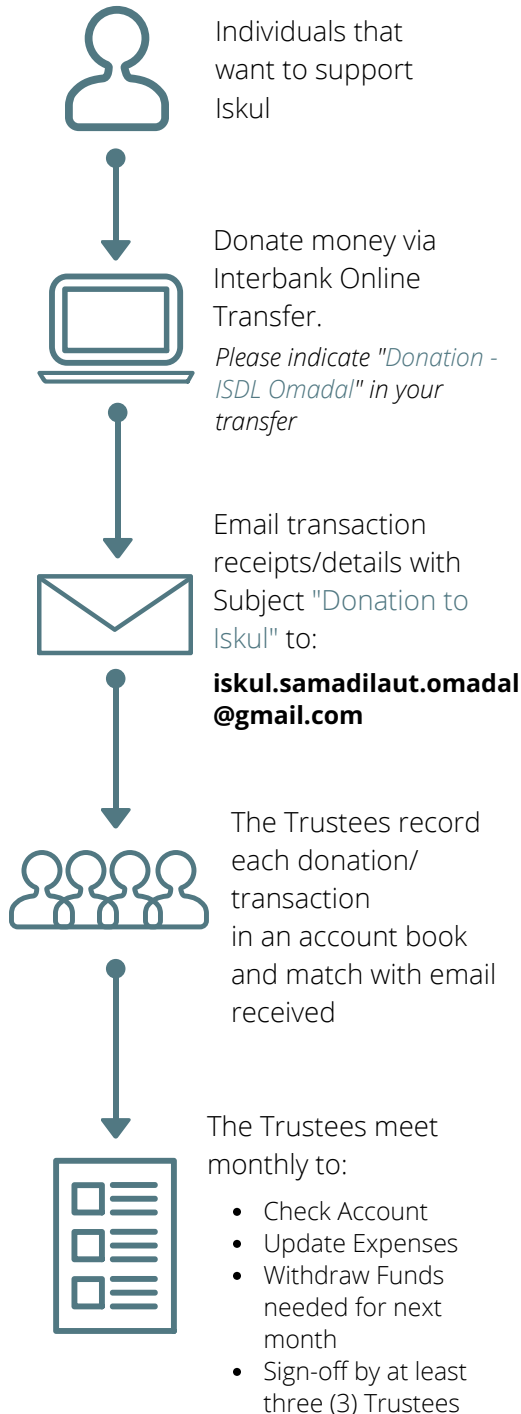 Individuals that
want to support
Iskul
Donate money via
Interbank Online
Transfer.
Please indicate "Donation -
ISDL Omadal" in your
transfer
Email transaction
receipts/details with
Subject "Donation to
Iskul" to:
iskul.samadilaut.omadal
@gmail.com
The Trustees record
each donation/
transaction
in an account book
and match with email
received
The Trustees meet
monthly to:
• Check Account
• Update Expenses
• Withdraw Funds
needed for next
month
• Sign-off by at least
three (3) Trustees